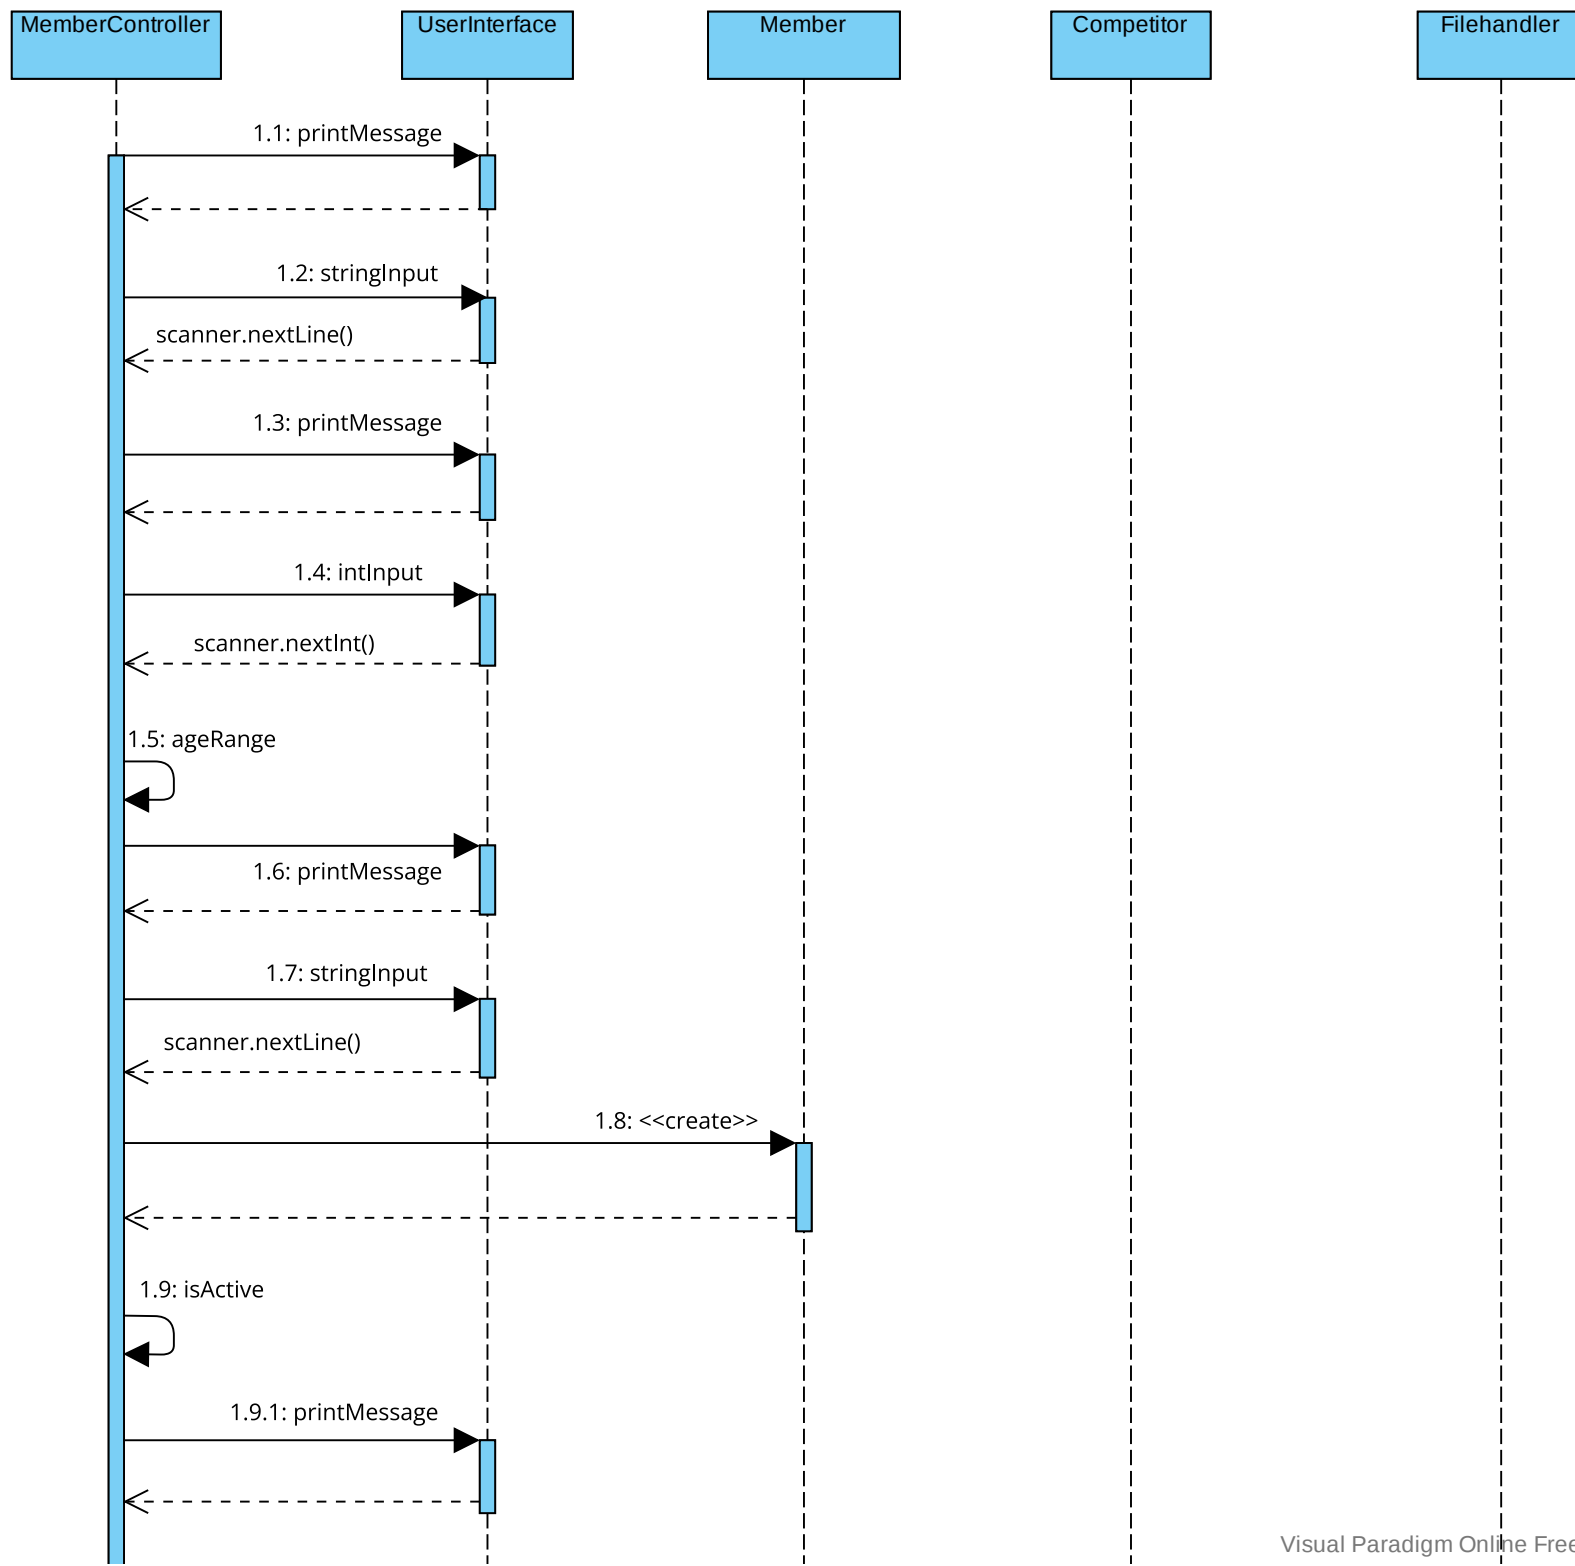 MemberController
UserInterface
Member
Competitor
Filehandler
1.1: printMessage
1.2: stringInput
scanner.nextLine()
1.3: printMessage
1.4: intInput
scanner.nextInt()
1.5: ageRange
1.6: printMessage
1.7: stringInput
scanner.nextLine()
1.8: <<create>>
1.9: isActive
1.9.1: printMessage
Visual Paradigm Online Free